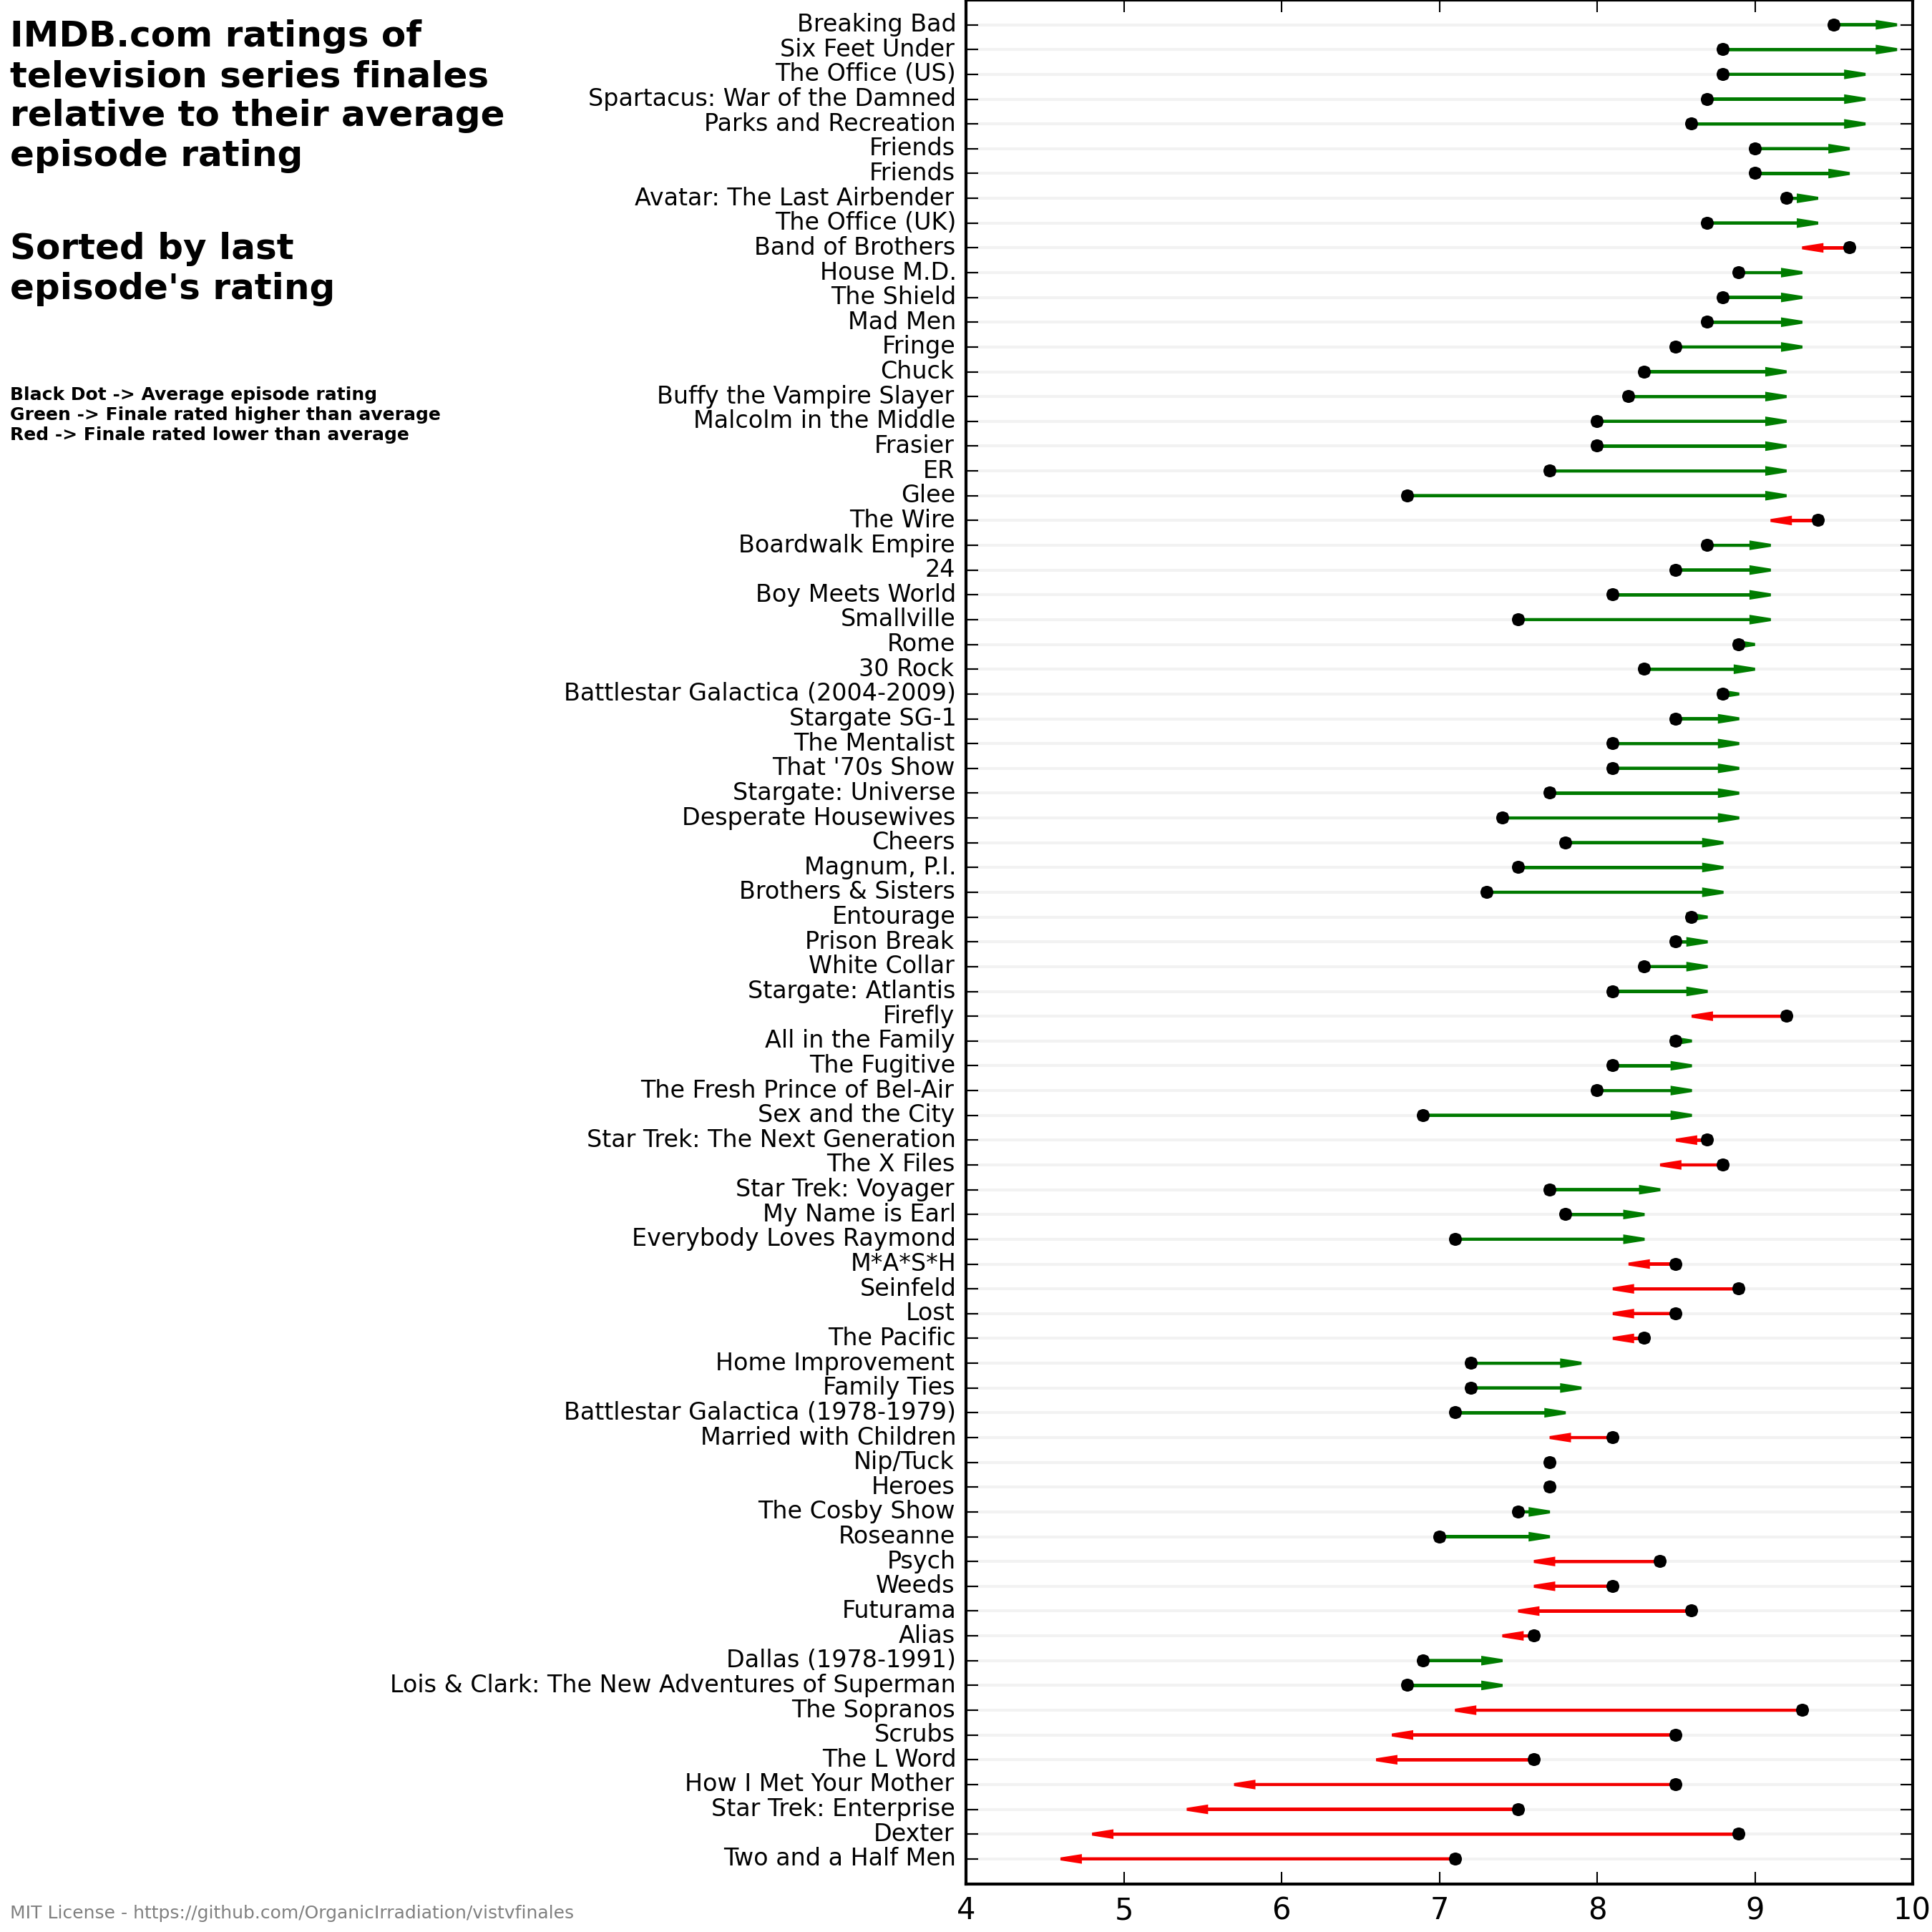 IMDB.com ratings of
television series finales
relative to their average
episode rating
Sorted by last
episode's rating
Black Dot -> Average episode rating
Green -> Finale rated higher than average
Red -> Finale rated lower than average
Breaking Bad
Six Feet Under
The Office (US)
Spartacus: War of the Damned
Parks and Recreation
Friends
Friends
Avatar: The Last Airbender
The Office (UK)
Band of Brothers
House M.D.
The Shield
Mad Men
Fringe
Chuck
Buffy the Vampire Slayer
Malcolm in the Middle
Frasier
ER
Glee
The Wire
Boardwalk Empire
24
Boy Meets World
Smallville
Rome
30 Rock
Battlestar Galactica (2004-2009)
Stargate SG-1
The Mentalist
That '70s Show
Stargate: Universe
Desperate Housewives
Cheers
Magnum, P.I.
Brothers & Sisters
Entourage
Prison Break
White Collar
Stargate: Atlantis
Firefly
All in the Family
The Fugitive
The Fresh Prince of Bel-Air
Sex and the City
Star Trek: The Next Generation
The X Files
Star Trek: Voyager
My Name is Earl
Everybody Loves Raymond
M*A*S*H
Seinfeld
Lost
The Pacific
Home Improvement
Family Ties
Battlestar Galactica (1978-1979)
Married with Children
Nip/Tuck
Heroes
The Cosby Show
Roseanne
Psych
Weeds
Futurama
Alias
Dallas (1978-1991)
Lois & Clark: The New Adventures of Superman
The Sopranos
Scrubs
The L Word
How I Met Your Mother
Star Trek: Enterprise
Dexter
Two and a Half Men
4 5 6 7 8 9 10
MIT License - https://github.com/OrganicIrradiation/vistvfinales